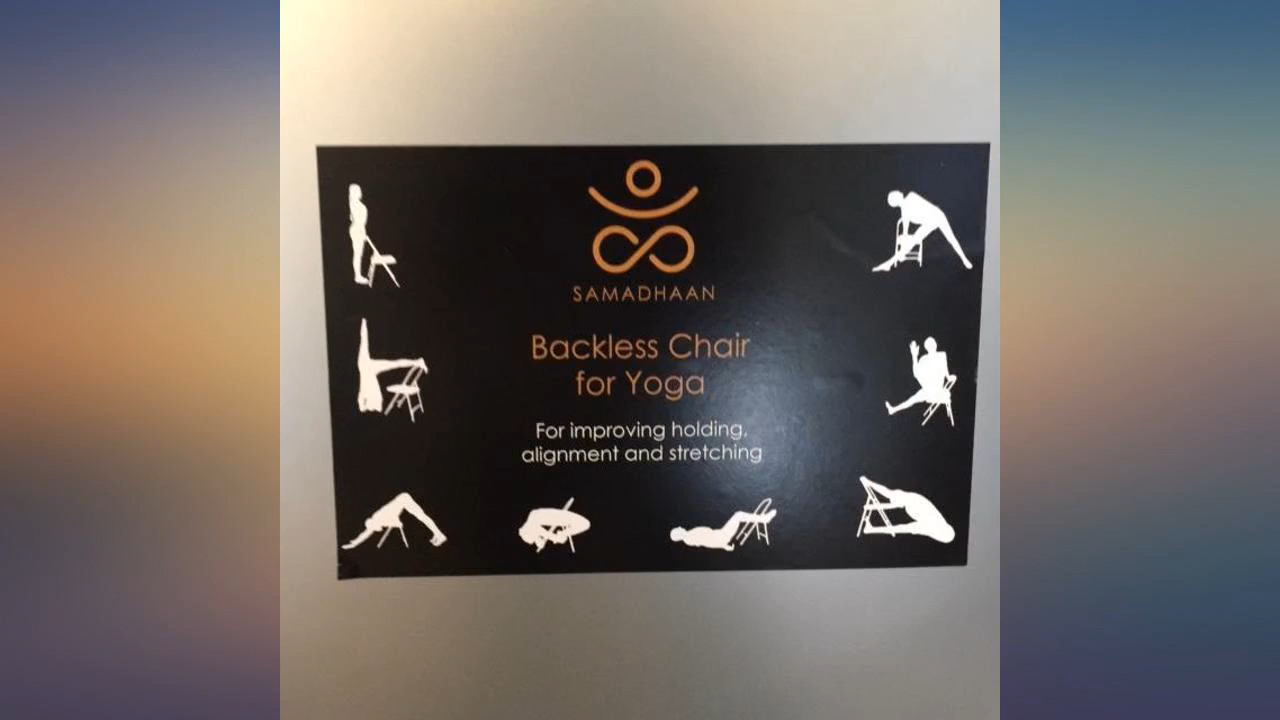 SAMADHAAN
Backless Chair
for Yoga
For improving holding,
alignment and stretching